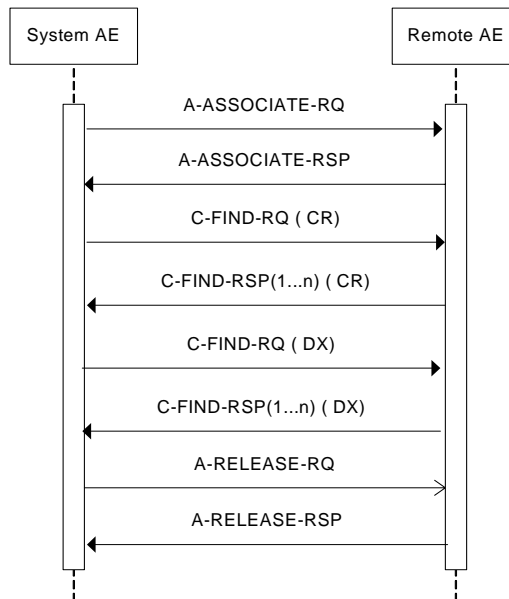 System AE
Remote AE
A-ASSOCIATE-RQ
A-ASSOCIATE-RSP
C-FIND-RQ ( CR)
C-FIND-RSP(1...n) ( CR)
C-FIND-RQ ( DX)
C-FIND-RSP(1...n) ( DX)
A-RELEASE-RQ
A-RELEASE-RSP